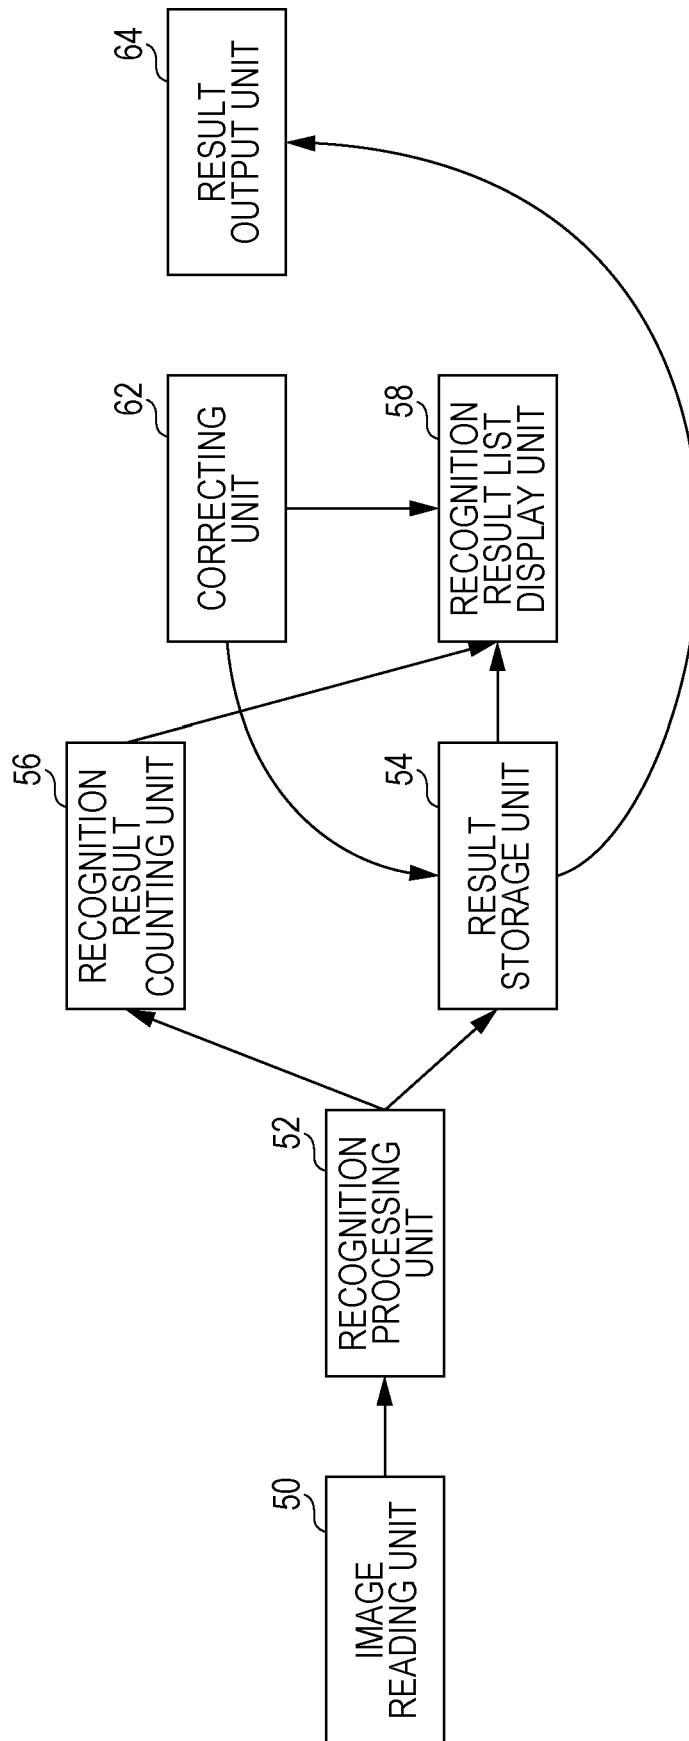 50
IMAGE
READING UNIT
52
RECOGNITION
PROCESSING
UNIT
56
RECOGNITION
RESULT
COUNTING UNIT
54
RESULT
STORAGE UNIT
62
CORRECTING
UNIT
58
RECOGNITION
RESULT LIST
DISPLAY UNIT
64
RESULT
OUTPUT UNIT